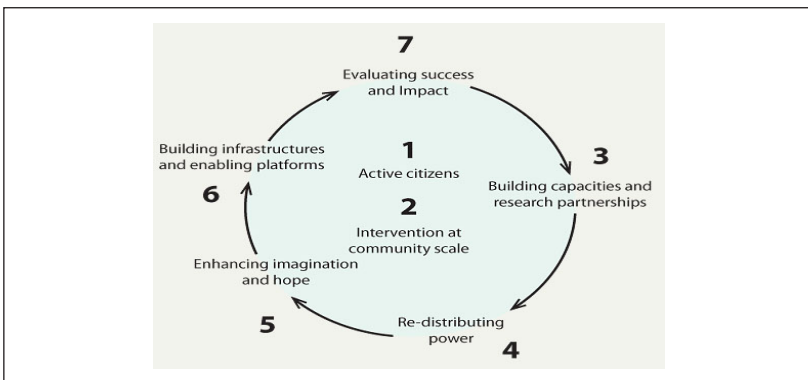 7
Evaluating success
and Impact
1
Active citizens
2
Intervention at
community scale
3
Building capacities and
research partnerships
4
Re-distributing
power
5
Enhancing imagination
and hope
6
Building infrastructures
and enabling platforms